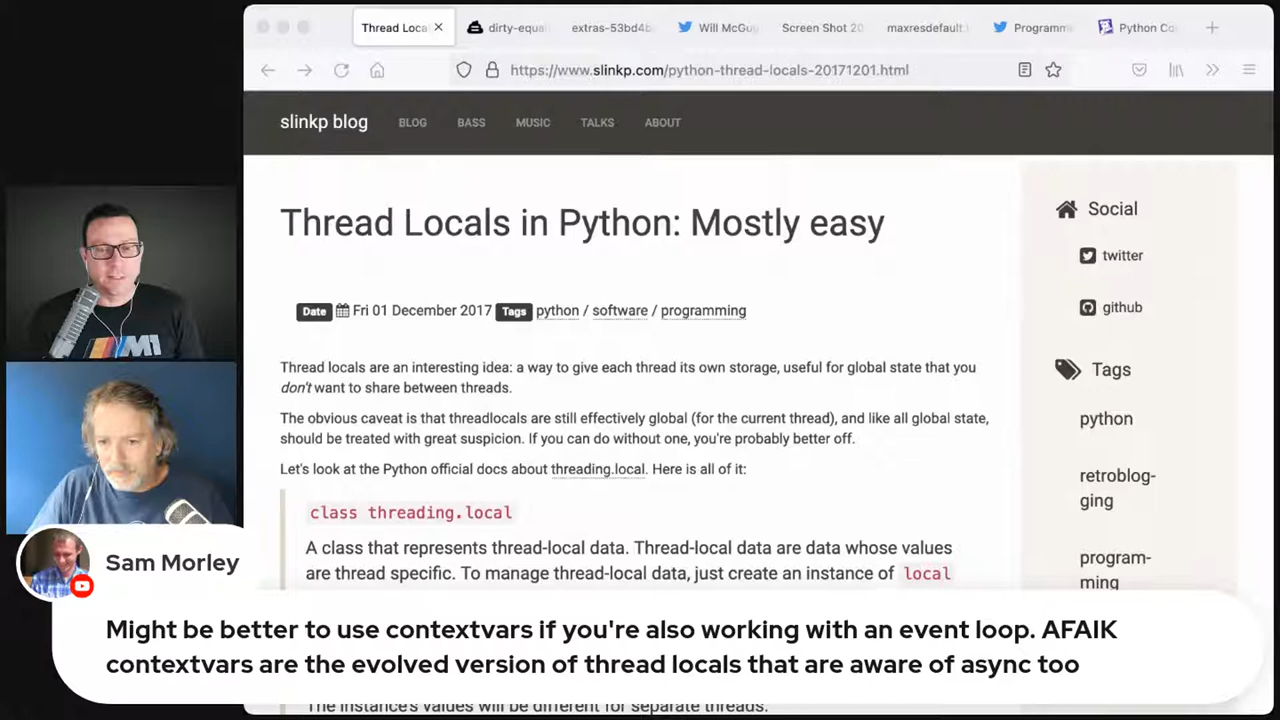 Thread Loca
dirty-equal
extras-53bd4b
Will McGu
Screen Shot 20
maxresdefault.
Programm
Python Co
https://www.slinkp.com/python-thread-locals-20171201.html
slinkp blog
BLOG
BASS
MUSIC
TALKS
ABOUT
Thread Locals in Python: Mostly easy
Date Fri 01 December 2017 Tags python / software / programming
Thread locals are an interesting idea: a way to give each thread its own storage, useful for global state that you
don't want to share between threads.
The obvious caveat is that threadlocals are still effectively global (for the current thread), and like all global state,
should be treated with great suspicion. If you can do without one, you're probably better off.
Let's look at the Python official docs about threading.local. Here is all of it:
class threading.local
A class that represents thread-local data. Thread-local data are data whose values
are thread specific. To manage thread-local data, just create an instance of local
The instance's values will be different for separate threads.
Social
twitter
github
Tags
python
retroblog-
ging
program-
ming
M1
Sam Morley
Might be better to use contextvars if you're also working with an event loop. AFAIK
contextvars are the evolved version of thread locals that are aware of async too